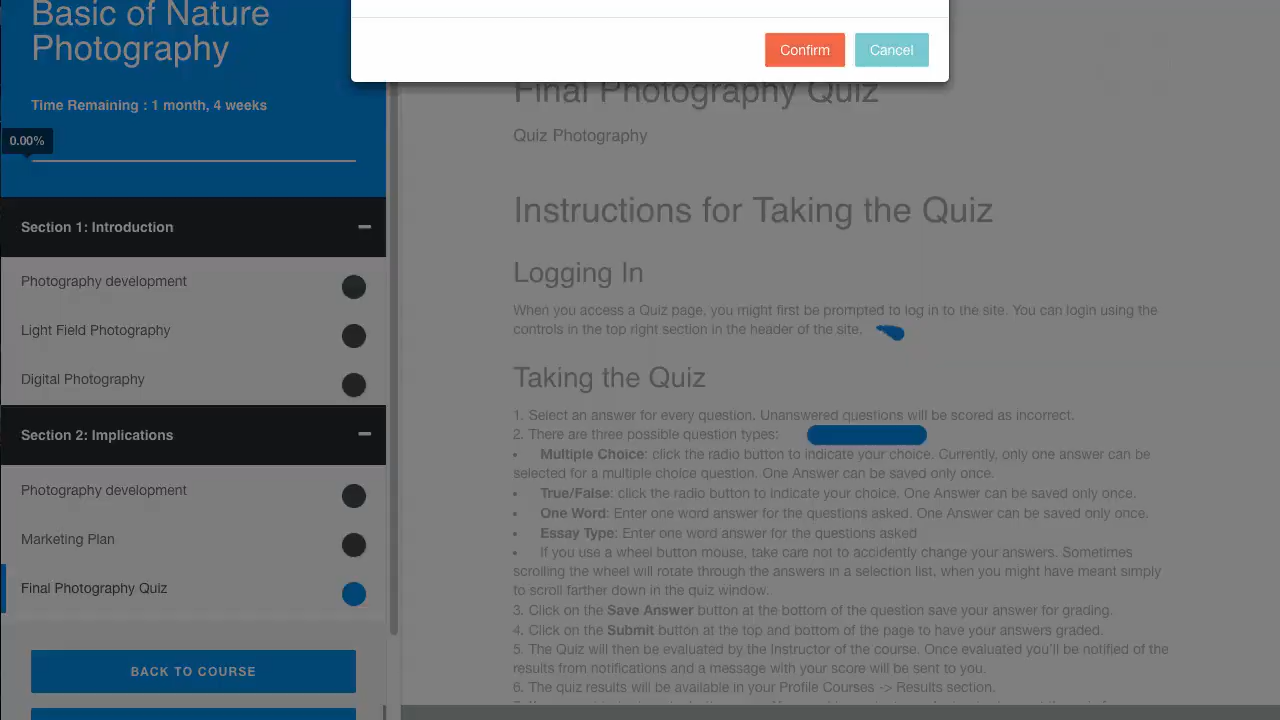 Basic of Nature
Photography
Time Remaining : 1 month, 4 weeks
0.00%
Section 1: Introduction
Photography development
Light Field Photography
Digital Photography
Section 2: Implications
Photography development
Marketing Plan
Final Photography Quiz
BACK TO COURSE
Confirm
Cancel
Final Photography Quiz
Quiz Photography
Instructions for Taking the Quiz
Logging In
When you access a Quiz page, you might first be prompted to log in to the site. You can login using the
controls in the top right section in the header of the site.
Taking the Quiz
1. Select an answer for every question. Unanswered questions will be scored as incorrect.
2. There are three possible question types:
• Multiple Choice: click the radio button to indicate your choice. Currently, only one answer can be
selected for a multiple choice question. One Answer can be saved only once.
• True/False: click the radio button to indicate your choice. One Answer can be saved only once.
• One Word: Enter one word answer for the questions asked. One Answer can be saved only once.
• Essay Type: Enter one word answer for the questions asked
• If you use a wheel button mouse, take care not to accidently change your answers. Sometimes
scrolling the wheel will rotate through the answers in a selection list, when you might have meant simply
to scroll farther down in the quiz window.
3. Click on the Save Answer button at the bottom of the question save your answer for grading.
4. Click on the Submit button at the top and bottom of the page to have your answers graded.
5. The Quiz will then be evaluated by the Instructor of the course. Once evaluated you'll be notified of the
results from notifications and a message with your score will be sent to you.
6. The quiz results will be available in your Profile Courses -> Results section.